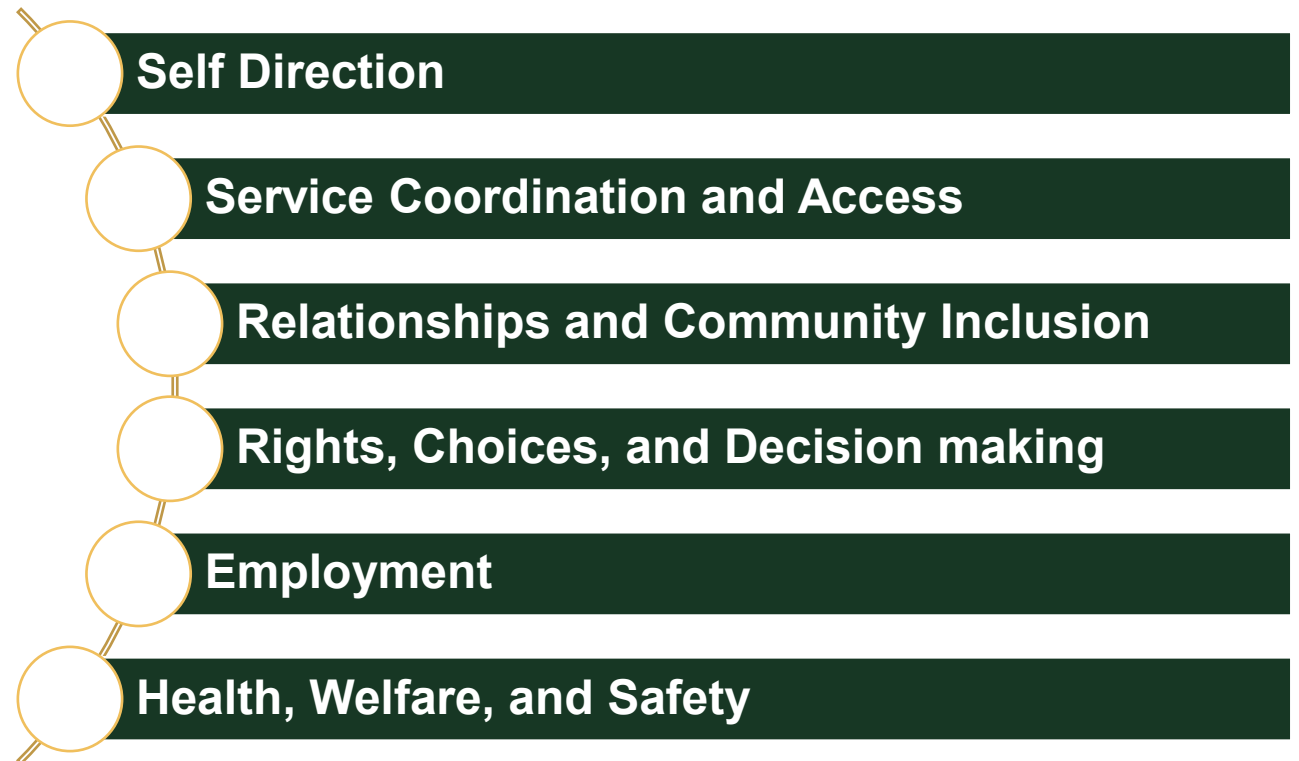 Self Direction
Service Coordination and Access
Relationships and Community Inclusion
Rights, Choices, and Decision making
Employment
Health, Welfare, and Safety